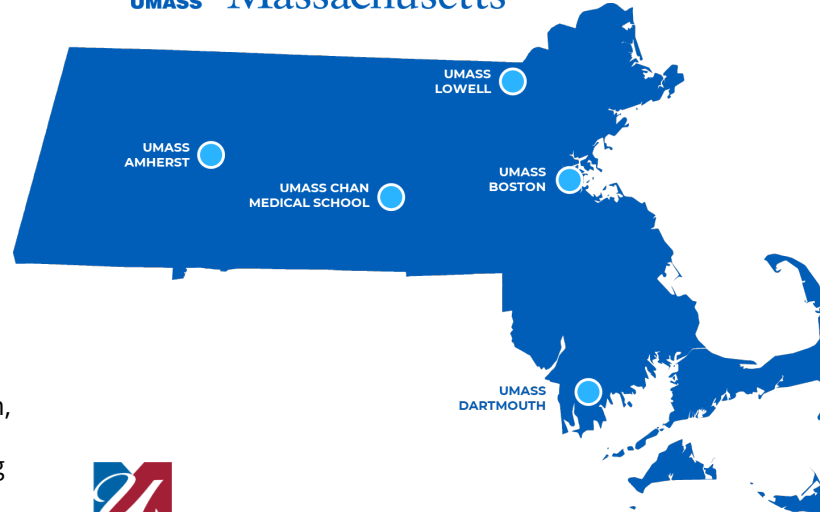 UMASS Massachusetts
UMASS
LOWELL
UMASS
AMHERST
UMASS CHAN
MEDICAL SCHOOL
UMASS
BOSTON
UMASS
DARTMOUTH